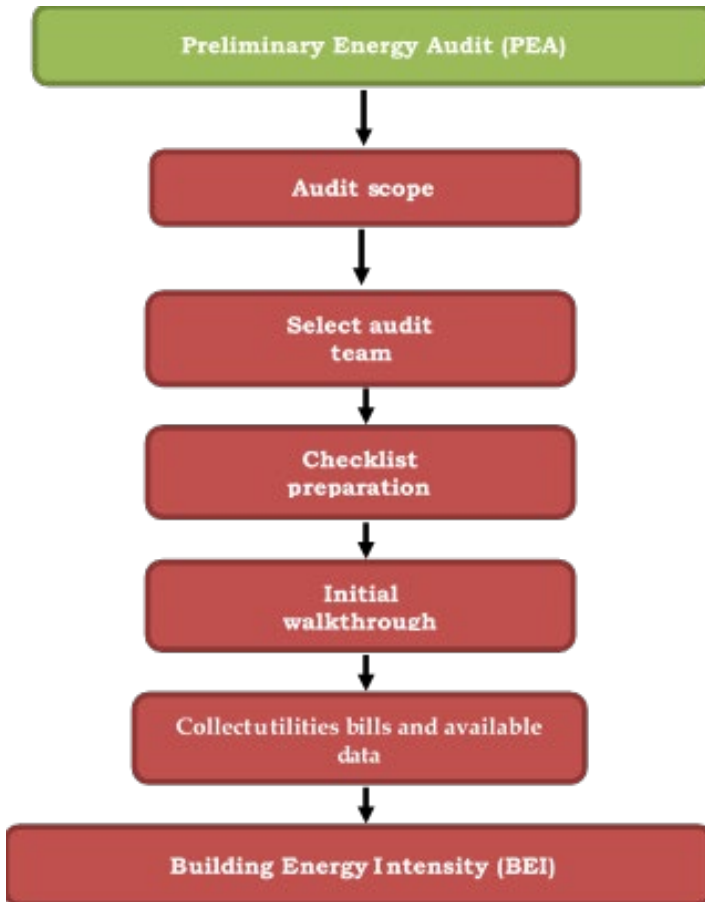 Preliminary Energy Audit (PEA)
Audit scope
Select audit
team
Checklist
preparation
Initial
walkthrough
Collectutilities bills and available
data
Building Energy Intensity (BEI)